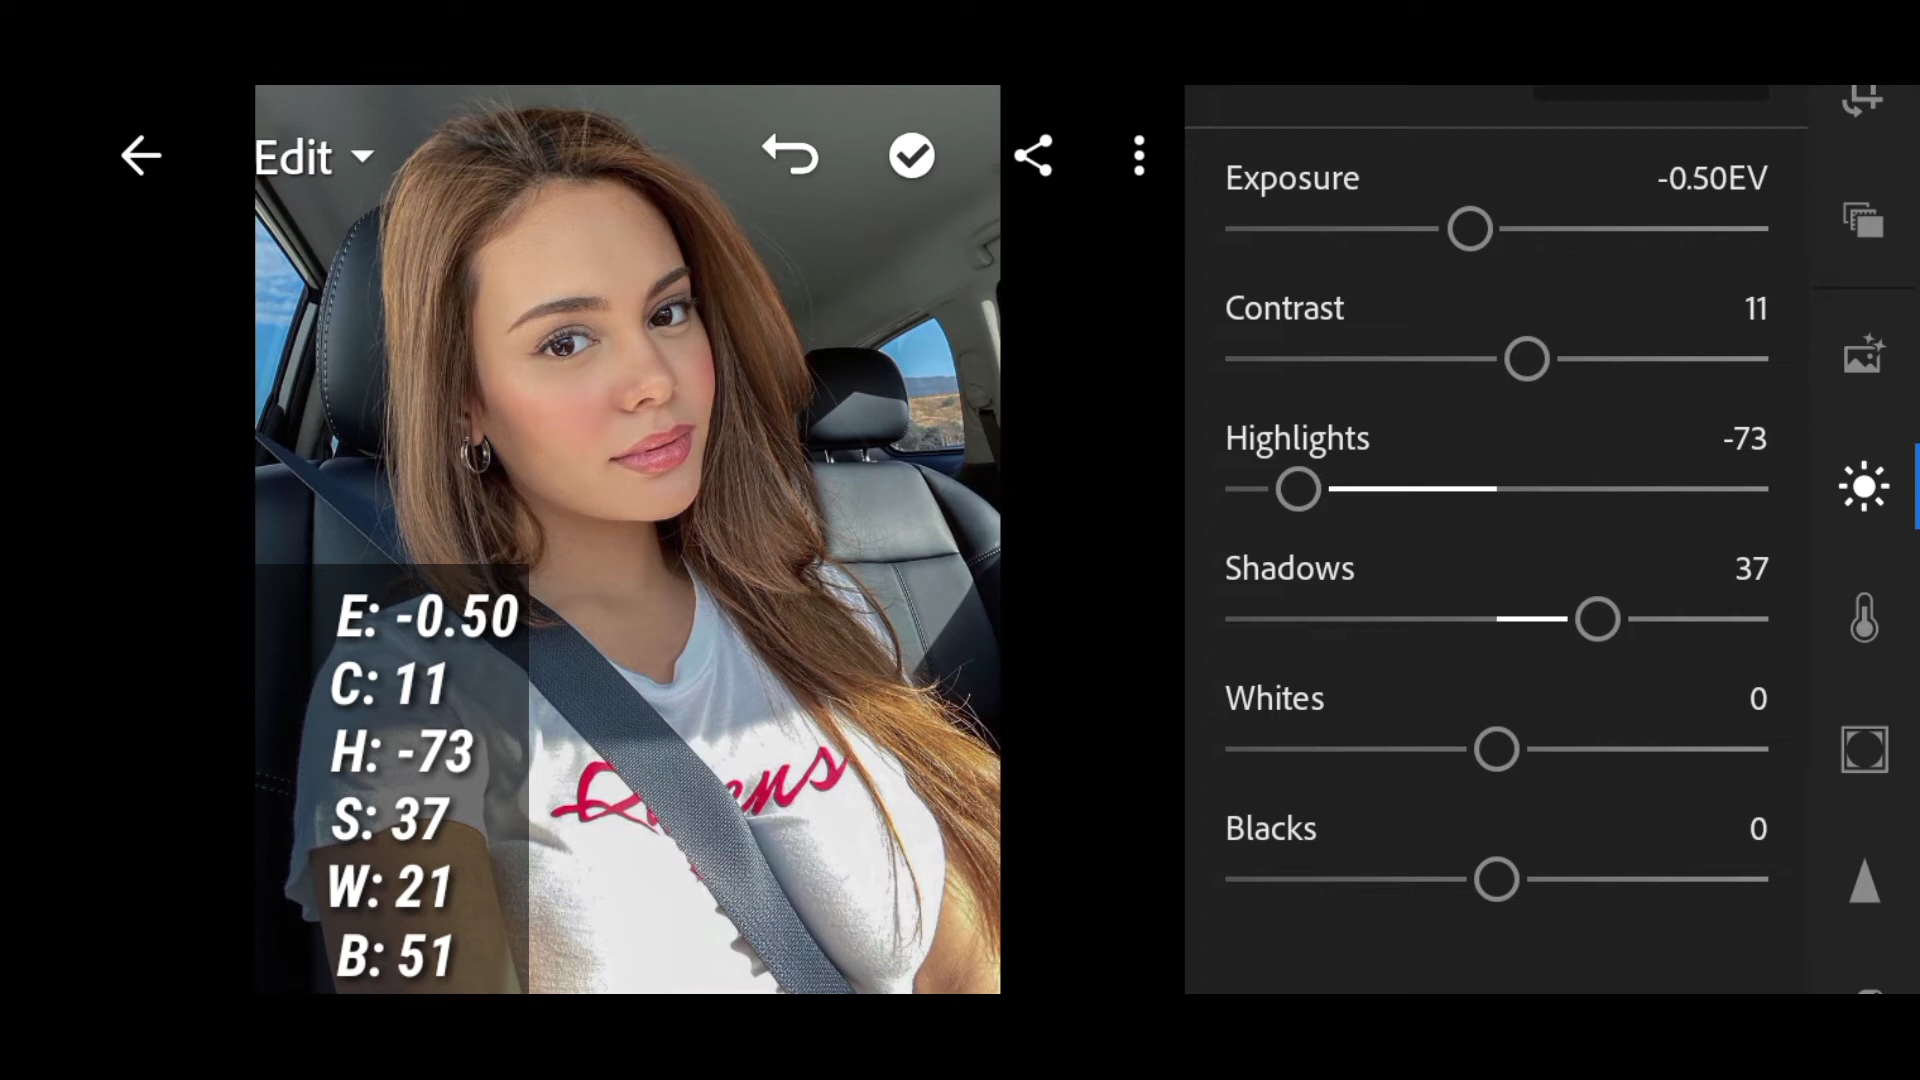 Edit
Exposure -0.50EV
Contrast 11
Highlights -73
Shadows 37
Whites 0
Blacks 0
E: -0.50
C: 11
H: -73
S: 37
W: 21
B: 51